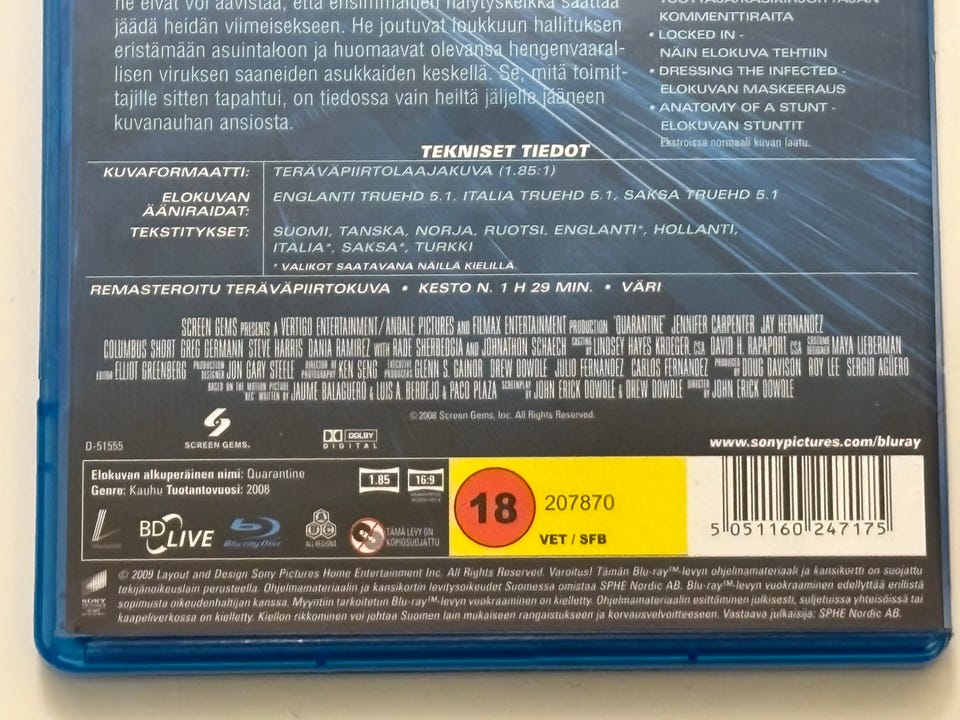 he eivät voi aavistaa, että ensimmäinen hälytyskeikka saattaa
jäädä heidän viimeisekseen. He joutuvat loukkuun hallituksen
eristämään asuintaloon ja huomaavat olevansa hengenvaaral-
lisen viruksen saaneiden asukkaiden keskellä. Se, mitä toimit-
tajille sitten tapahtui, on tiedossa vain heiltä jäljelle jääneen
kuvanauhan ansiosta.
KOMMENTTIRAITA
• LOCKED IN -
NÄIN ELOKUVA TEHTIIN
• DRESSING THE INFECTED -
ELOKUVAN MASKEERAUS
• ANATOMY OF A STUNT -
ELOKUVAN STUNTIT
Ekstroissa normaali kuvan laatu.
TEKNISET TIEDOT
KUVAFORMAATTI: TERÄVÄPIIRTOLAAJAKUVA (1.85:1)
ELOKUVAN ÄÄNIRAIDAT: ENGLANTI TRUEHD 5.1, ITALIA TRUEHD 5.1, SAKSA TRUEHD 5.1
TEKSTITYKSET: SUOMI, TANSKA, NORJA, RUOTSI, ENGLANTI*, HOLLANTI,
ITALIA*, SAKSA*, TURKKI
* VALIKOT SAATAVANA NÄILLÄ KIELILLÄ.
REMASTEROITU TERÄVÄPIIRTOKUVA • KESTO N. 1 H 29 MIN. • VÄRI
SCREEN GEMS PRESENTS A VERTIGO ENTERTAINMENT/ANDALE PICTURES AND FILMAX ENTERTAINMENT PRODUCTION 'QUARANTINE' JENNIFER CARPENTER JAY HERNANDEZ
COLUMBUS SHORT GREG GERMANN STEVE HARRIS DANIA RAMIREZ WITH RADE SHERBEDGIA AND JOHNATHON SCHAECH CASTING BY LINDSEY HAYES KROEGER, CSA DAVID H. RAPAPORT, CSA COSTUME DESIGNER MAYA LIEBERMAN
EDITOR ELLIOT GREENBERG PRODUCTION DESIGNER JON GARY STEELE DIRECTOR OF PHOTOGRAPHY KEN SENG EXECUTIVE PRODUCERS GLENN S. GAINOR DREW DOWDLE JULIO FERNANDEZ CARLOS FERNANDEZ PRODUCED BY DOUG DAVISON ROY LEE SERGIO AGÜERO
BASED ON THE MOTION PICTURE REC WRITTEN BY JAUME BALAGUERO & LUIS A. BERDEJO & PACO PLAZA SCREENPLAY BY JOHN ERICK DOWDLE & DREW DOWDLE DIRECTED BY JOHN ERICK DOWDLE
©2008 Screen Gems, Inc. All Rights Reserved.
D-51555
SCREEN GEMS.
DOLBY
DIGITAL
www.sonypictures.com/bluray
Elokuvan alkuperäinen nimi: Quarantine
Genre: Kauhu Tuotantovuosi: 2008
1.85
16:9
BD LIVE
Blu-ray Disc
ABC
ALL REGIONS
TÄMÄ LEVY ON
KOPIOSUOJATTU
18
207870
VET / SFB
5 051160 247175
SONY
© 2009 Layout and Design Sony Pictures Home Entertainment Inc. All Rights Reserved. Varoitus! Tämän Blu-ray™-levyn ohjelmamateriaali ja kansikortti on suojattu
tekijänoikeuslain perusteella. Ohjelmamateriaalin ja kansikortin levitysoikeudet Suomessa omistaa SPHE Nordic AB. Blu-ray™-levyn vuokraaminen edellyttää erillistä
sopimusta oikeudenhaltijan kanssa. Myyntiin tarkoitetun Blu-ray™-levyn vuokraaminen on kielletty. Ohjelmamateriaalin esittäminen julkisesti, suljetuissa yhteisöissä tai
kaapeliverkossa on kielletty. Kiellon rikkominen voi johtaa Suomen lain mukaiseen rangaistukseen ja korvausvelvoitteeseen. Vastaava julkaisija: SPHE Nordic AB.